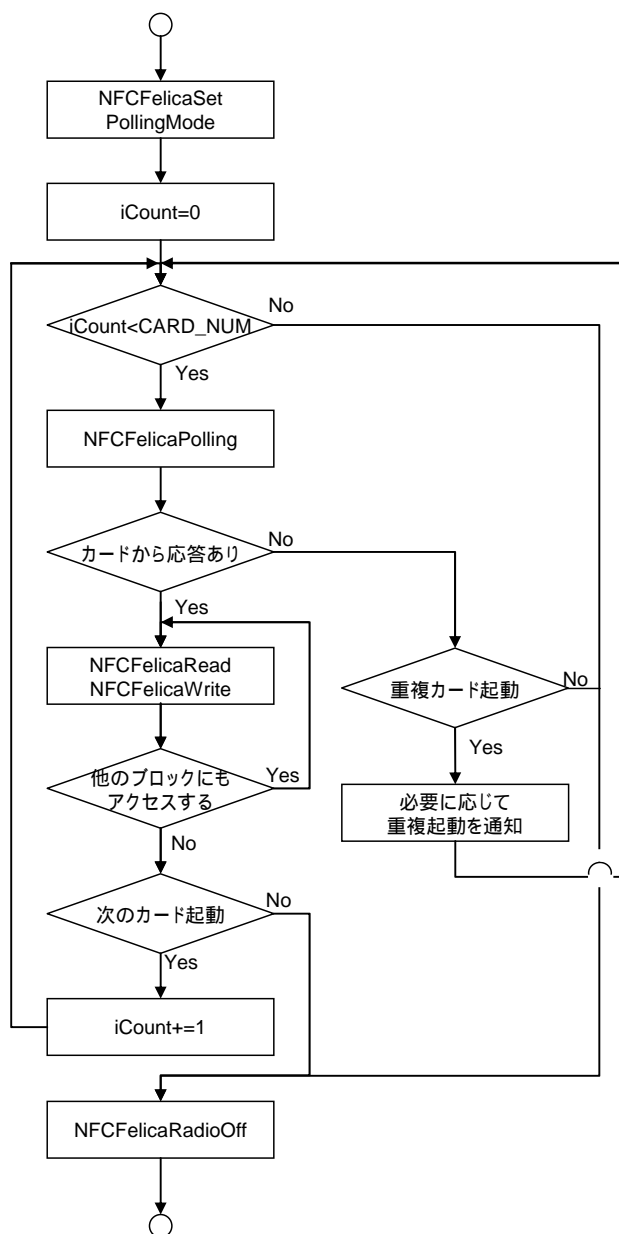 NFCFelicaSet
PollingMode
iCount=0
iCount<CARD_NUM
No
Yes
NFCFelicaPolling
カードから応答あり
No
Yes
NFCFelicaRead
NFCFelicaWrite
重複カード起動
No
Yes
他のブロックにも
アクセスする
Yes
No
必要に応じて
重複起動を通知
次のカード起動
No
Yes
iCount+=1
NFCFelicaRadioOff